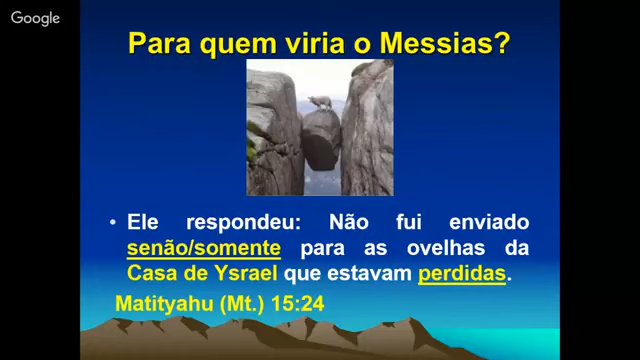 Google
Para quem viria o Messias?
• Ele respondeu: Não fui enviado
senão/somente para as ovelhas da
Casa de Ysrael que estavam perdidas.
Matityahu (Mt.) 15:24